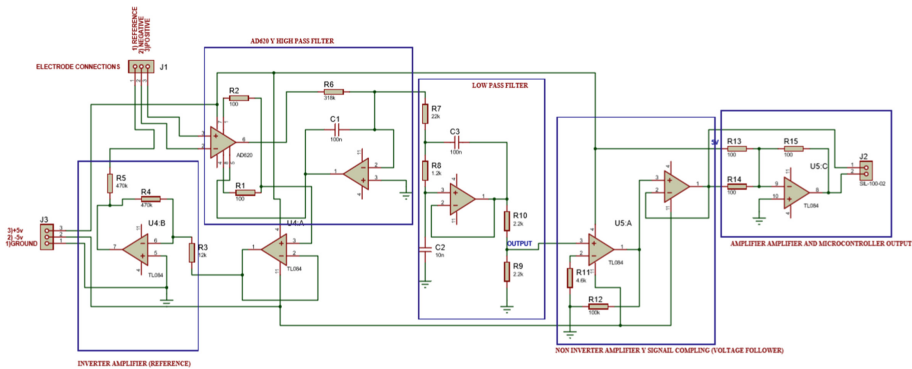 1) REFERENCE
2) NEGATIVE
3)POSITIVE
ELECTRODE CONNECTIONS
J1
1
2
3
AD620 Y HIGH PASS FILTER
R2
100
R6
318k
C1
100n
AD620
R1
100
LOW PASS FILTER
R7
22k
C3
100n
R8
1.2k
C2
10n
R10
2.2k
OUTPUT
R9
2.2k
5V
R13
100
R15
100
U5:C
R14
100
TL084
J2
SIL-100-02
AMPLIFIER AMPLIFIER AND MICROCONTROLLER OUTPUT
R5
470k
R4
470k
U4:B
TL084
R3
12k
U4:A
TL084
J3
3)+5v
2) -5v
1)GROUND
U5:A
TL084
R11
4.6k
R12
100k
NON INVERTER AMPLIFIER Y SIGNAIL COMPLING (VOLTAGE FOLLOWER)
INVERTER AMPLIFIER (REFERENCE)